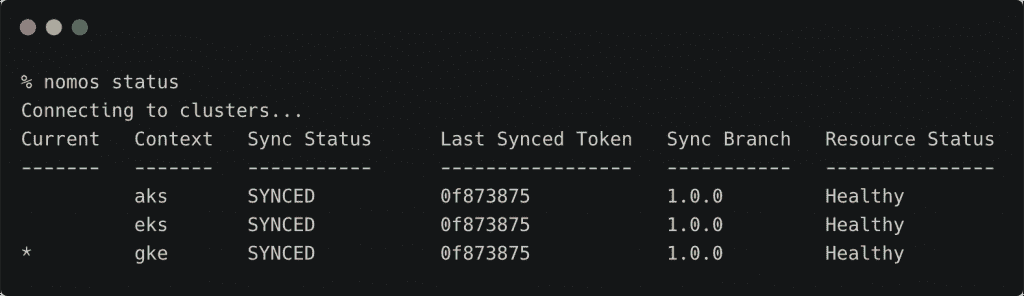 % nomos status
Connecting to clusters...
Current   Context   Sync Status      Last Synced Token   Sync Branch   Resource Status
-------   -------   -----------      -----------------   -----------   ---------------
          aks       SYNCED           0f873875            1.0.0         Healthy
          eks       SYNCED           0f873875            1.0.0         Healthy
*         gke       SYNCED           0f873875            1.0.0         Healthy